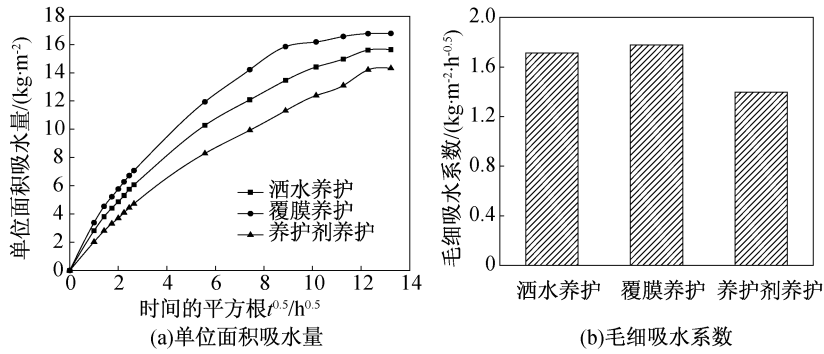 单位面积吸水量/(kg·m⁻²)
18
16
14
12
10
8
6
4
2
0
洒水养护
覆膜养护
养护剂养护
0 2 4 6 8 10 12 14
时间的平方根t⁰·⁵/h⁰·⁵
(a)单位面积吸水量
毛细吸水系数/(kg·m⁻²·h⁻⁰·⁵)
2.0
1.6
1.2
0.8
0.4
0
洒水养护 覆膜养护 养护剂养护
(b)毛细吸水系数